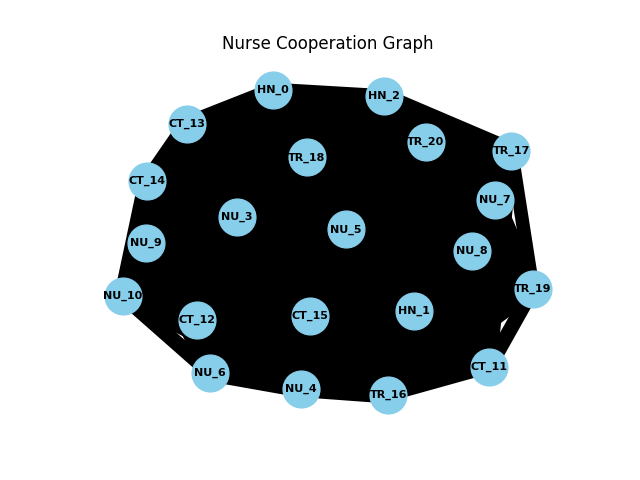 Nurse Cooperation Graph
HN_0
HN_2
CT_13
TR_20
TR_17
TR_18
CT_14
NU_7
NU_3
NU_5
NU_9
NU_8
TR_19
NU_10
HN_1
CT_15
CT_12
CT_11
NU_6
NU_4
TR_16